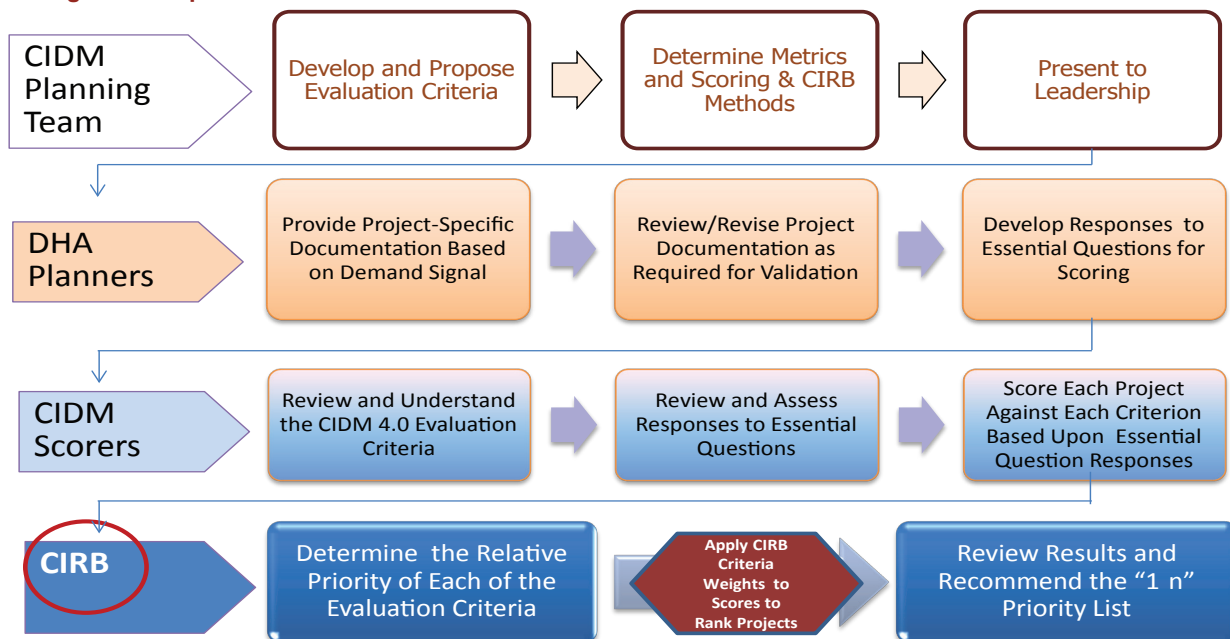 CIDM
Planning
Team
Develop and Propose
Evaluation Criteria
Determine Metrics
and Scoring & CIRB
Methods
Present to
Leadership
DHA
Planners
Provide Project-Specific
Documentation Based
on Demand Signal
Review/Revise Project
Documentation as
Required for Validation
Develop Responses to
Essential Questions for
Scoring
CIDM
Scorers
Review and Understand
the CIDM 4.0 Evaluation
Criteria
Review and Assess
Responses to Essential
Questions
Score Each Project
Against Each Criterion
Based Upon Essential
Question Responses
CIRB
Determine the Relative
Priority of Each of the
Evaluation Criteria
Apply CIRB
Criteria
Weights to
Scores to
Rank Projects
Review Results and
Recommend the “1 n”
Priority List